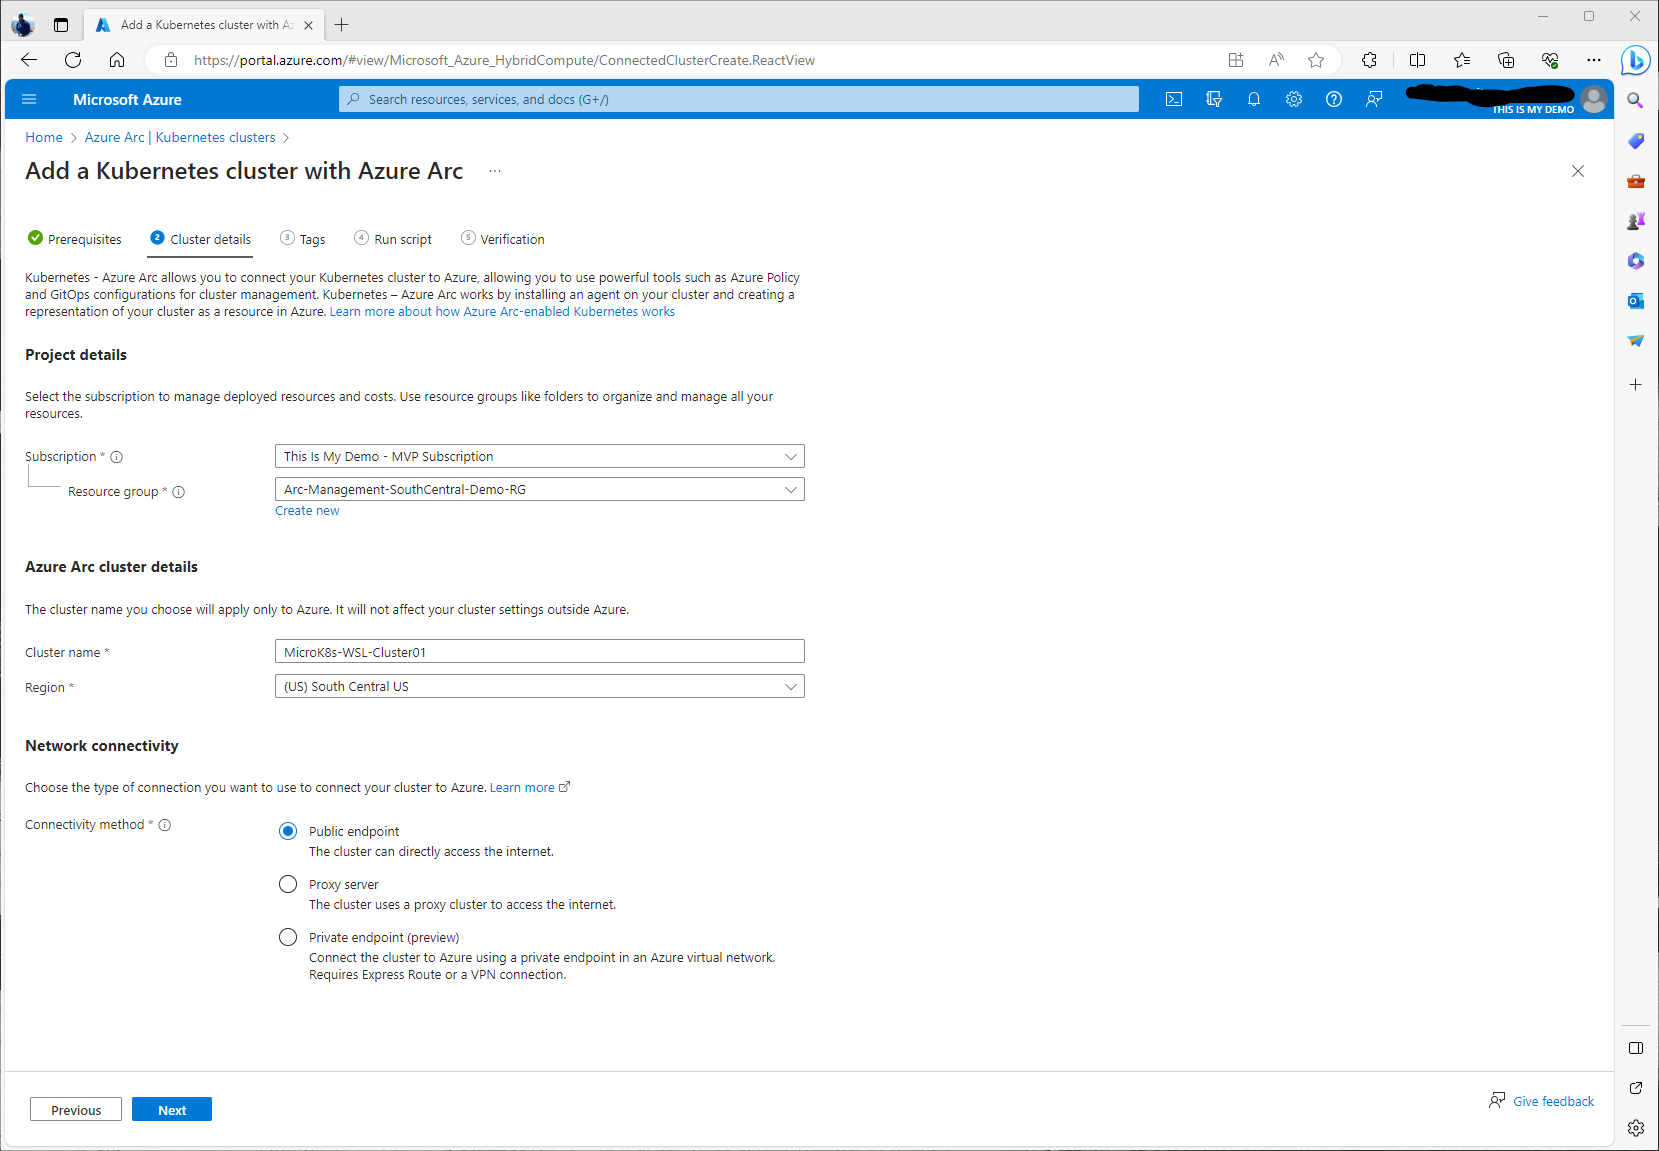 Add a Kubernetes cluster with Az
https://portal.azure.com/#view/Microsoft_Azure_HybridCompute/ConnectedClusterCreate.ReactView
Microsoft Azure
Search resources, services, and docs (G+/)
THIS IS MY DEMO
Home > Azure Arc | Kubernetes clusters >
Add a Kubernetes cluster with Azure Arc ...
Prerequisites
2 Cluster details
3 Tags
4 Run script
5 Verification
Kubernetes - Azure Arc allows you to connect your Kubernetes cluster to Azure, allowing you to use powerful tools such as Azure Policy
and GitOps configurations for cluster management. Kubernetes – Azure Arc works by installing an agent on your cluster and creating a
representation of your cluster as a resource in Azure. Learn more about how Azure Arc-enabled Kubernetes works
Project details
Select the subscription to manage deployed resources and costs. Use resource groups like folders to organize and manage all your
resources.
Subscription *
This Is My Demo - MVP Subscription
Resource group *
Arc-Management-SouthCentral-Demo-RG
Create new
Azure Arc cluster details
The cluster name you choose will apply only to Azure. It will not affect your cluster settings outside Azure.
Cluster name *
MicroK8s-WSL-Cluster01
Region *
(US) South Central US
Network connectivity
Choose the type of connection you want to use to connect your cluster to Azure. Learn more
Connectivity method *
Public endpoint
The cluster can directly access the internet.
Proxy server
The cluster uses a proxy cluster to access the internet.
Private endpoint (preview)
Connect the cluster to Azure using a private endpoint in an Azure virtual network.
Requires Express Route or a VPN connection.
Previous
Next
Give feedback